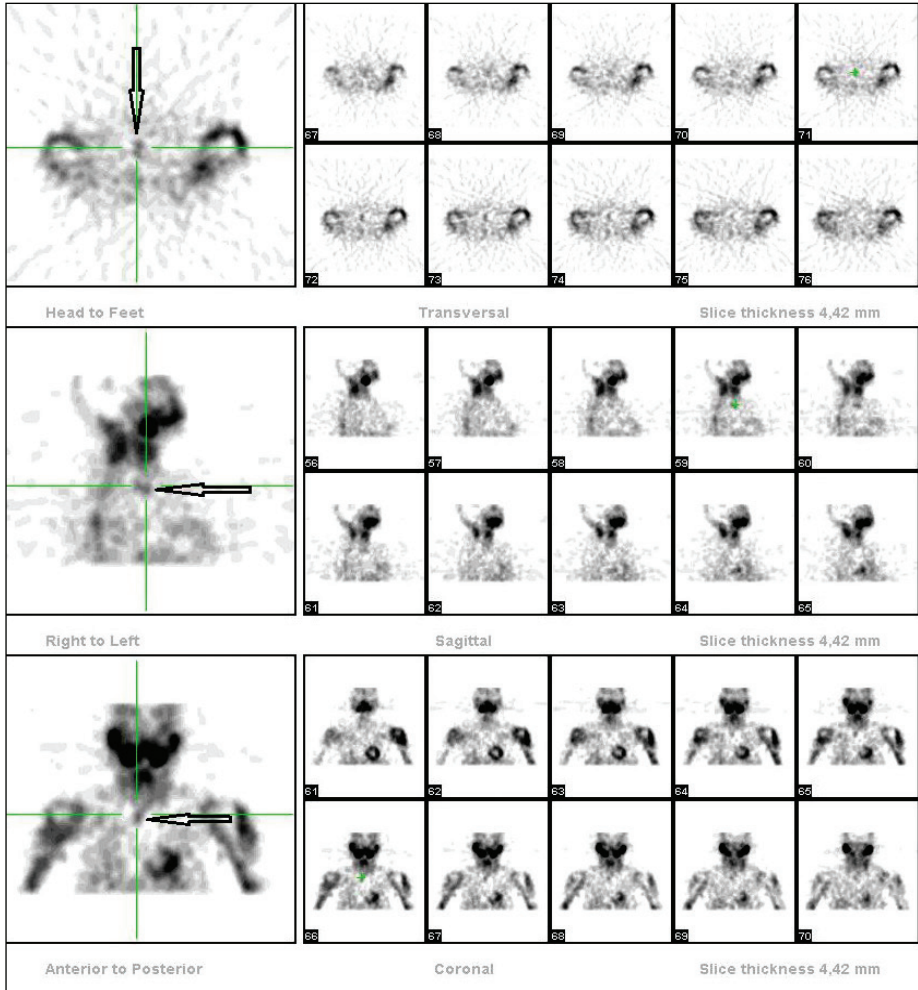 67 68 69 70 71
72 73 74 75 76
Head to Feet Transversal Slice thickness 4,42 mm
56 57 58 59 60
61 62 63 64 65
Right to Left Sagittal Slice thickness 4,42 mm
61 62 63 64 65
66 67 68 69 70
Anterior to Posterior Coronal Slice thickness 4,42 mm